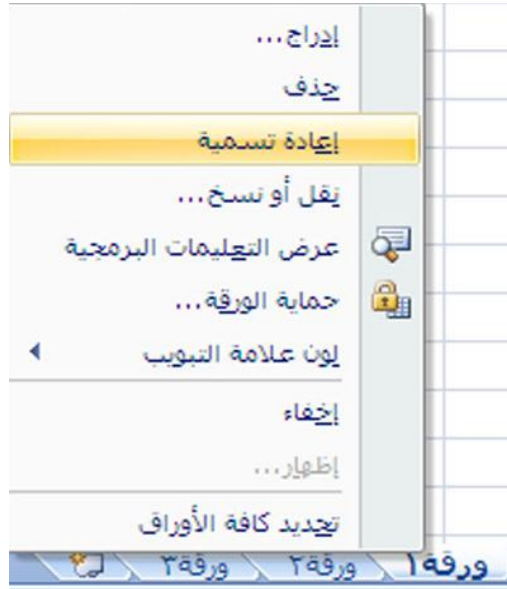 إدراج...
حذف
إعادة تسمية
نقل أو نسخ...
عرض التعليمات البرمجية
حماية الورقة...
لون علامة التبويب
إخفاء
إظهار...
تحديد كافة الأوراق
ورقة١ ورقة٢ ورقة٣